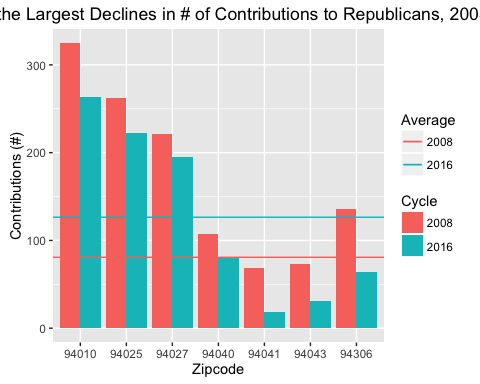 the Largest Declines in # of Contributions to Republicans, 200
Contributions (#)
300
200
100
0
94010 94025 94027 94040 94041 94043 94306
Zipcode
Average
2008
2016
Cycle
2008
2016